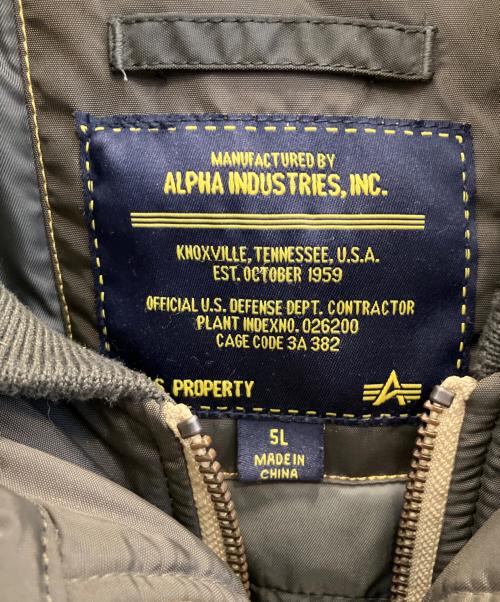 MANUFACTURED BY
ALPHA INDUSTRIES, INC.
KNOXVILLE, TENNESSEE, U.S.A.
EST. OCTOBER 1959
OFFICIAL U.S. DEFENSE DEPT. CONTRACTOR
PLANT INDEXNO. 026200
CAGE CODE 3A 382
S. PROPERTY
5L
MADE IN
CHINA